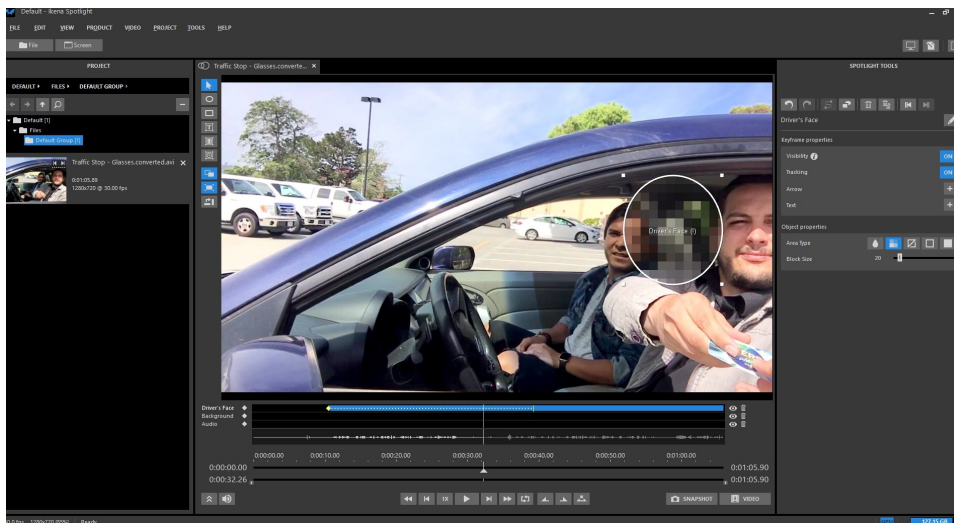 Default - Ikena Spotlight
FILE EDIT VIEW PRODUCT VIDEO PROJECT TOOLS HELP
File Screen
PROJECT
DEFAULT FILES DEFAULT GROUP
Default [1]
Files
Default Group [1]
Traffic Stop - Glasses.converted.avi
0:01:05.89
1280x720 @ 30.00 fps
Traffic Stop - Glasses.converte...
Driver's Face (!)
SPOTLIGHT TOOLS
Driver's Face
Keyframe properties
Visibility ON
Tracking ON
Arrow
Text
Object properties
Area Type
Block Size 20
Driver's Face
Background
Audio
0:00:00.00 0:00:10.00 0:00:20.00 0:00:30.00 0:00:40.00 0:00:50.00 0:01:00.00
0:00:00.00 0:01:05.90
0:00:32.26 0:01:05.90
1X SNAPSHOT VIDEO
Ready 127.15 GB